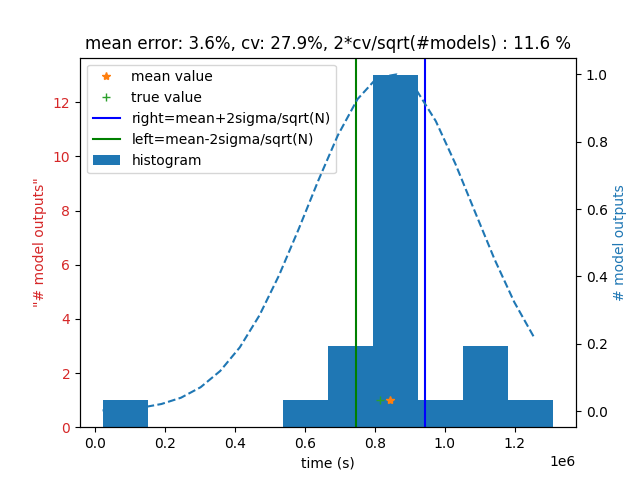 mean error: 3.6%, cv: 27.9%, 2*cv/sqrt(#models) : 11.6 %
mean value
true value
right=mean+2sigma/sqrt(N)
left=mean-2sigma/sqrt(N)
histogram
"# model outputs"
0
2
4
6
8
10
12
# model outputs
0.0
0.2
0.4
0.6
0.8
1.0
0.0
0.2
0.4
0.6
0.8
1.0
1.2
1e6
time (s)